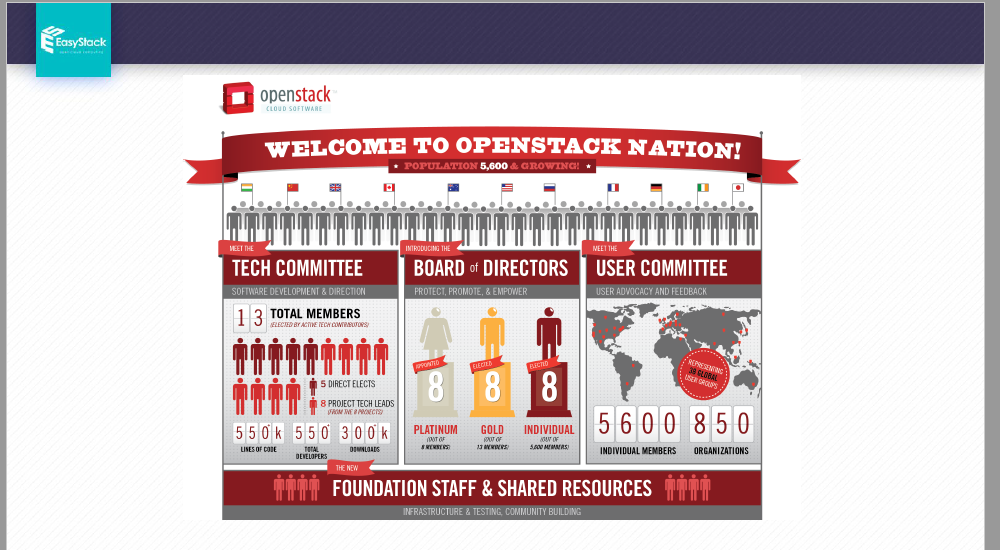 EasyStack
openstack
CLOUD SOFTWARE
WELCOME TO OPENSTACK NATION!
★ POPULATION 5,600 & GROWING! ★
MEET THE
TECH COMMITTEE
SOFTWARE DEVELOPMENT & DIRECTION
13 TOTAL MEMBERS
(ELECTED BY ACTIVE TECH CONTRIBUTORS)
5 DIRECT ELECTS
8 PROJECT TECH LEADS
(FROM THE 8 PROJECTS)
550k
LINES OF CODE
550+
TOTAL
DEVELOPERS
300k
DOWNLOADS
INTRODUCING THE
BOARD of DIRECTORS
PROTECT, PROMOTE, & EMPOWER
APPOINTED
8
PLATINUM
(OUT OF
8 MEMBERS)
ELECTED
8
GOLD
(OUT OF
13 MEMBERS)
ELECTED
8
INDIVIDUAL
(OUT OF
5,600 MEMBERS)
MEET THE
USER COMMITTEE
USER ADVOCACY AND FEEDBACK
REPRESENTING
38 GLOBAL
USER GROUPS
5600
INDIVIDUAL MEMBERS
850
ORGANIZATIONS
THE NEW
FOUNDATION STAFF & SHARED RESOURCES
INFRASTRUCTURE & TESTING, COMMUNITY BUILDING